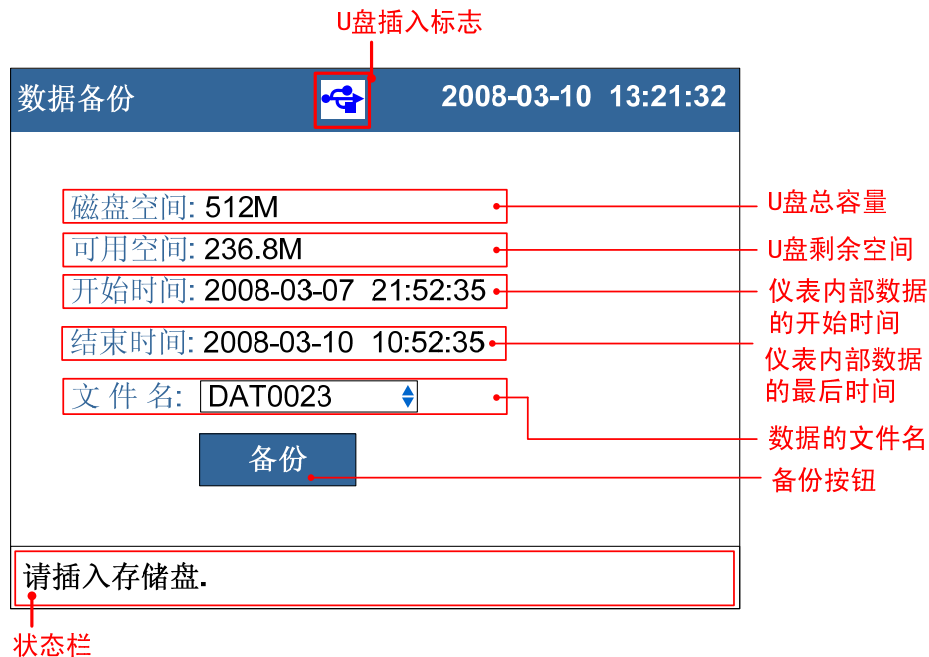 U盘插入标志
数据备份 2008-03-10 13:21:32
磁盘空间: 512M
U盘总容量
可用空间: 236.8M
U盘剩余空间
开始时间: 2008-03-07 21:52:35
仪表内部数据
的开始时间
结束时间: 2008-03-10 10:52:35
仪表内部数据
的最后时间
文 件 名: DAT0023
数据的文件名
备份
备份按钮
请插入存储盘.
状态栏